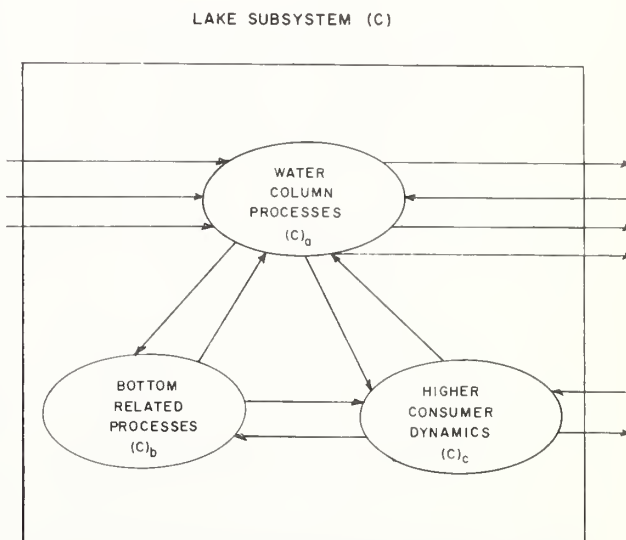 LAKE SUBSYSTEM (C)
WATER
COLUMN
PROCESSES
(C)a
BOTTOM
RELATED
PROCESSES
(C)b
HIGHER
CONSUMER
DYNAMICS
(C)c